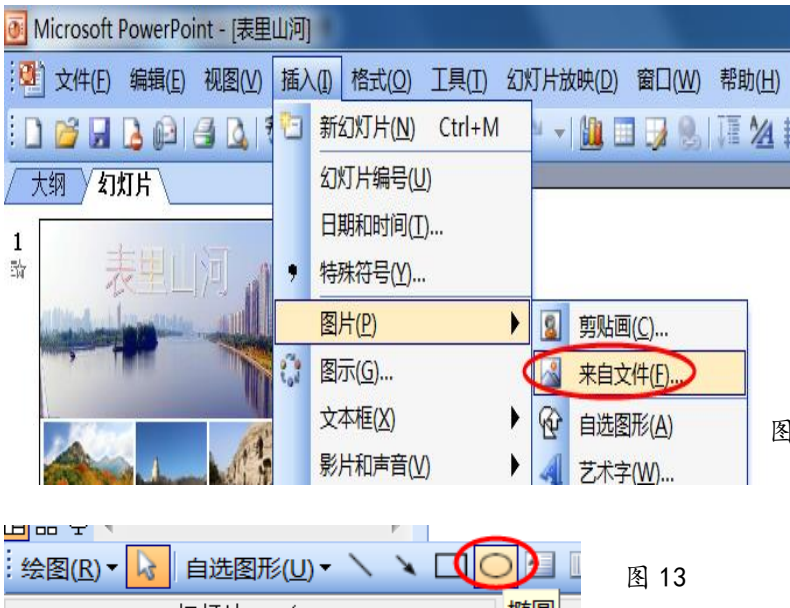 Microsoft PowerPoint - [表里山河]
文件(F) 编辑(E) 视图(V) 插入(I) 格式(O) 工具(T) 幻灯片放映(D) 窗口(W) 帮助(H)
新幻灯片(N) Ctrl+M
大纲 幻灯片
幻灯片编号(U)
日期和时间(T)...
1
表里山河
特殊符号(Y)...
图片(P)
剪贴画(C)...
图示(G)...
来自文件(F)...
文本框(X)
自选图形(A)
图
影片和声音(V)
艺术字(W)...
绘图(R) 自选图形(U)
图 13
椭圆